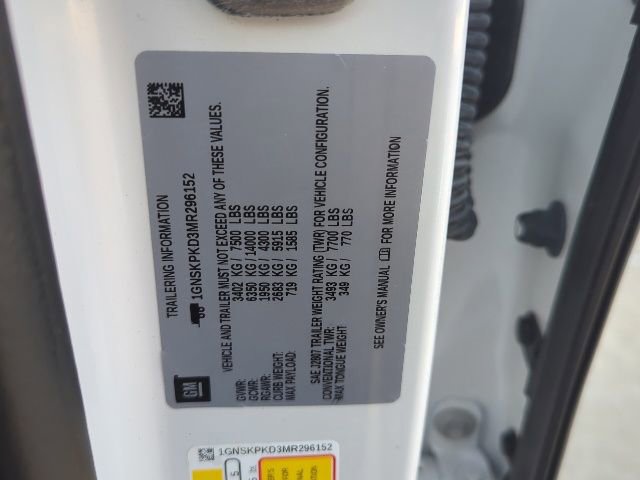 GM
TRAILERING INFORMATION
1GNSKPKD3MR296152
VEHICLE AND TRAILER MUST NOT EXCEED ANY OF THESE VALUES.
GVWR: 3402 KG/ 7500 LBS
GCWR: 6350 KG/ 14000 LBS
RGAWR: 1950 KG/ 4300 LBS
CURB WEIGHT: 2683 KG/ 5915 LBS
MAX PAYLOAD: 719 KG/ 1585 LBS
SAE J2807 TRAILER WEIGHT RATING (TWR) FOR VEHICLE CONFIGURATION.
CONVENTIONAL TWR: 3493 KG/ 7700 LBS
MAX TONGUE WEIGHT: 349 KG/ 770 LBS
SEE OWNER'S MANUAL FOR MORE INFORMATION
1GNSKPKD3MR296152